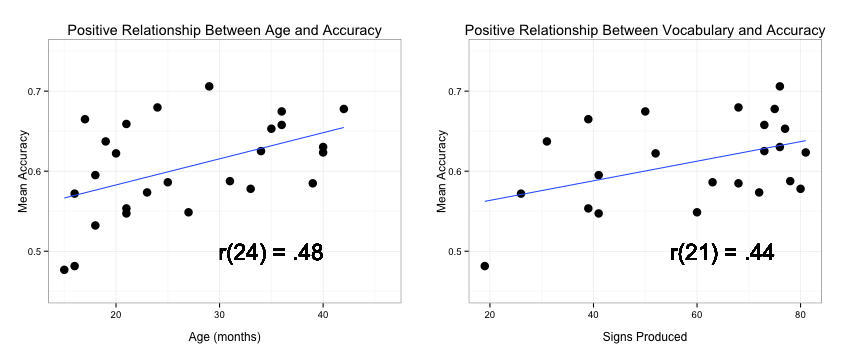 Positive Relationship Between Age and Accuracy
0.7
0.6
0.5
Mean Accuracy
r(24) = .48
20
40
Age (months)
Positive Relationship Between Vocabulary and Accuracy
0.7
0.6
0.5
Mean Accuracy
r(21) = .44
20
40
60
80
Signs Produced